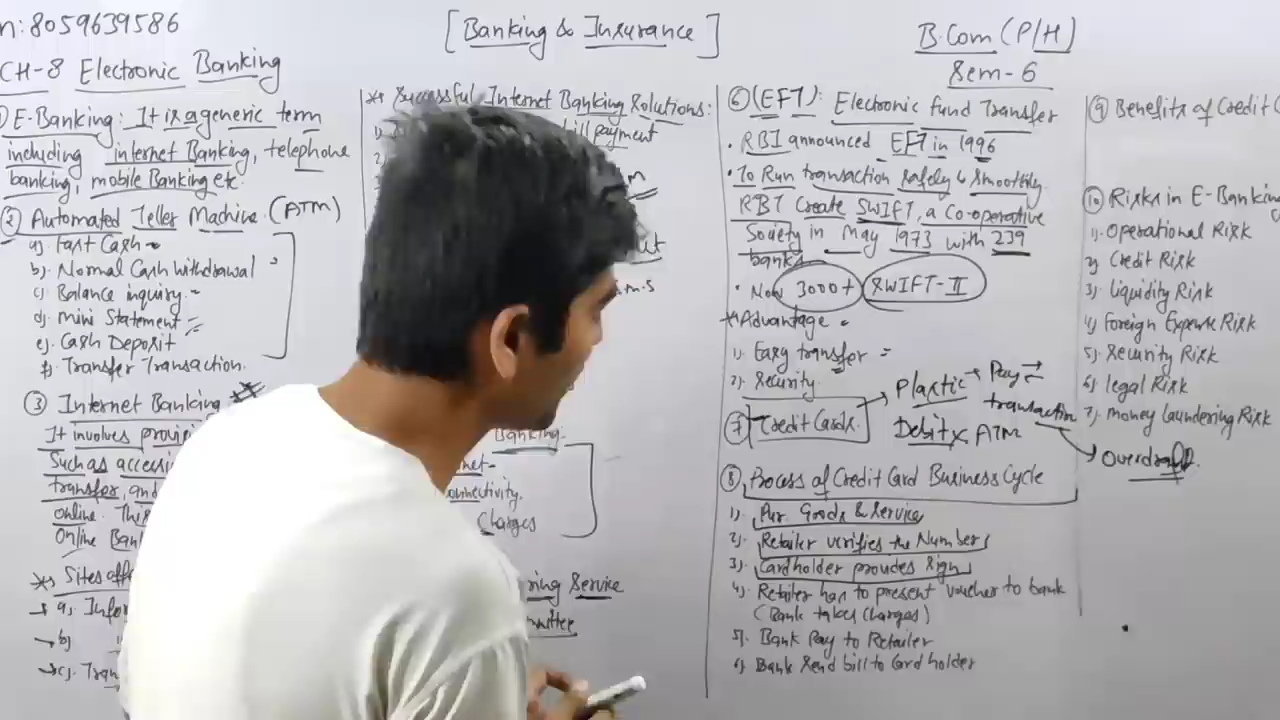 n: 8059639586
[Banking & Insurance]
B.Com (P/H)
Sem-6
CH-8 Electronic Banking
1) E-Banking: It is a generic term
including internet Banking, telephone
banking, mobile Banking etc.
2) Automated Teller Machine. (ATM)
a). Fast Cash
b). Normal Cash withdrawal
c). Balance inquiry
d). Mini Statement
e). Cash Deposit
f). Transfer Transaction.
3) Internet Banking
It involves
Such as
transfer, and
online. This
Online Ban
** Sites off
→ a). Infor
→ b)
→ c). Tran
** Successful Internet Banking Solutions:
1).
bill payment
2)
m.s
Banking.
Connectivity.
Charges
Service
6) (EFT): Electronic fund Transfer
• RBI announced EFT in 1996
• To Run transaction safely & smoothly.
RBI Create SWIFT, a Co-operative
Society in May 1973 with 239
banks
• Now 3000+ SWIFT-II
* Advantage
1). Easy transfer
2). Security
7) Credit Cards.
Plastic → Pay
transaction
Debit & ATM
Overdraft.
8) Process of Credit Card Business Cycle
1). Pur. Goods & Service
2). Retailer verifies the Number
3). Cardholder provides Sign
4). Retailer has to present voucher to bank
(Bank takes Charges)
5). Bank Pay to Retailer
6). Bank Send bill to Card holder
9) Benefits of Credit C
10) Risks in E-Banking
1). Operational Risk
2) Credit Risk
3). liquidity Risk
4) Foreign Expense Risk
5). Security Risk
6) legal Risk
7) money laundering Risk